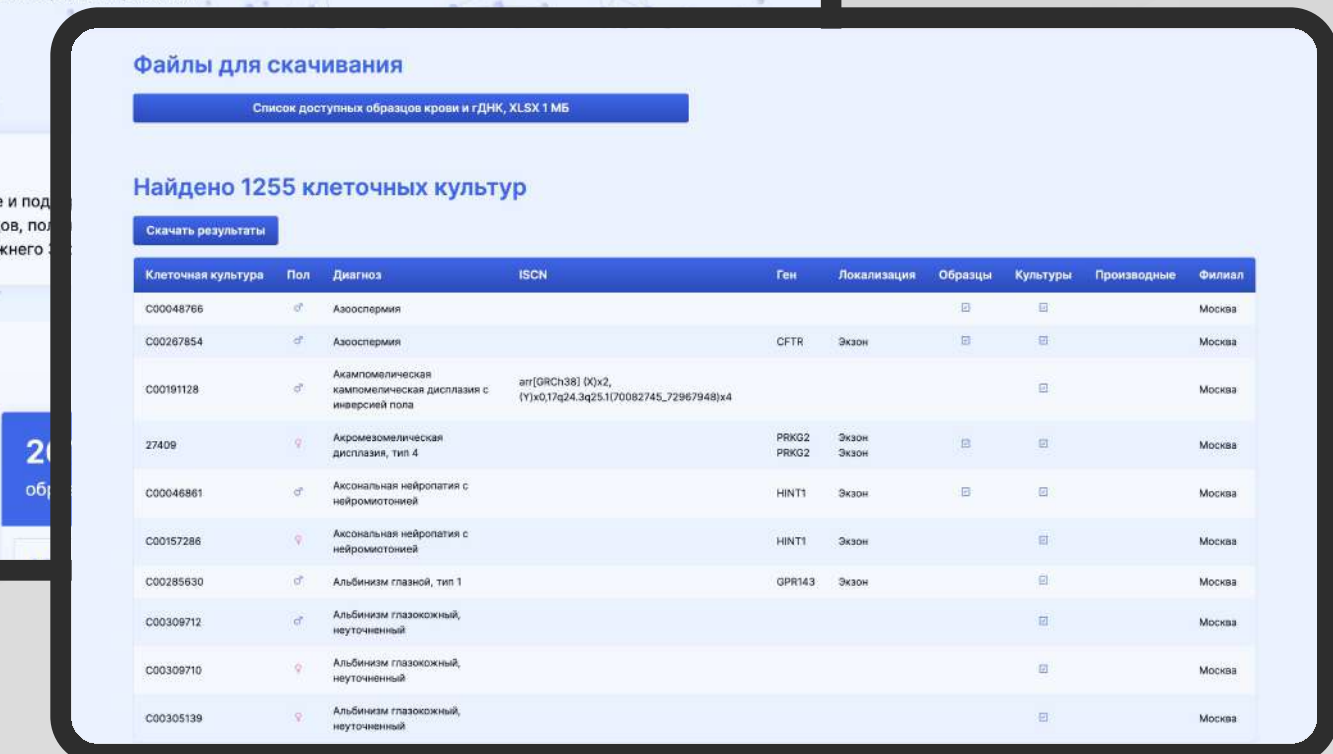 е и под
ов, пол
жнего
Файлы для скачивания
Список доступных образцов крови и гДНК, XLSX 1 МБ
Найдено 1255 клеточных культур
Скачать результаты
Клеточная культура Пол Диагноз ISCN Ген Локализация Образцы Культуры Производные Филиал
C00048766 ♂ Азооспермия ☑ ☑ Москва
C00267854 ♂ Азооспермия CFTR Экзон ☑ ☑ Москва
Акампомелическая
C00191128 ♂ кампомелическая дисплазия с arr[GRCh38] (X)x2, ☑ Москва
инверсией пола (Y)x0,17q24.3q25.1(70082745_72967948)x4
27409 ♀ Акромезомелическая PRKG2 Экзон ☑ ☑ Москва
дисплазия, тип 4 PRKG2 Экзон
C00046861 ♂ Аксональная нейропатия с HINT1 Экзон ☑ ☑ Москва
нейромиотонией
C00157286 ♀ Аксональная нейропатия с HINT1 Экзон ☑ Москва
нейромиотонией
C00285630 ♂ Альбинизм глазной, тип 1 GPR143 Экзон ☑ Москва
C00309712 ♂ Альбинизм глазокожный, ☑ Москва
неуточненный
C00309710 ♀ Альбинизм глазокожный, ☑ Москва
неуточненный
C00305139 ♀ Альбинизм глазокожный, ☑ Москва
неуточненный